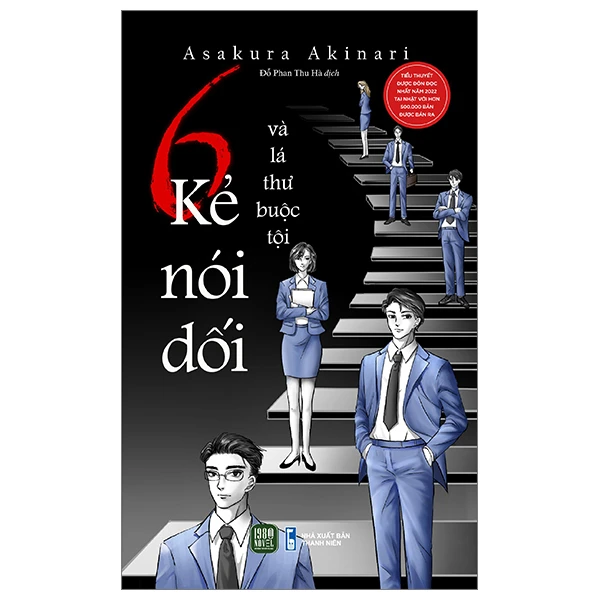 Asakura Akinari
Đỗ Phan Thu Hà dịch
TIỂU THUYẾT
ĐƯỢC ĐÓN ĐỌC
NHẤT NĂM 2022
TẠI NHẬT VỚI HƠN
500.000 BẢN
ĐƯỢC BÁN RA
6
Kẻ
nói
dối
và
lá
thư
buộc
tội
1980
NOVEL
NHÀ XUẤT BẢN
THANH NIÊN